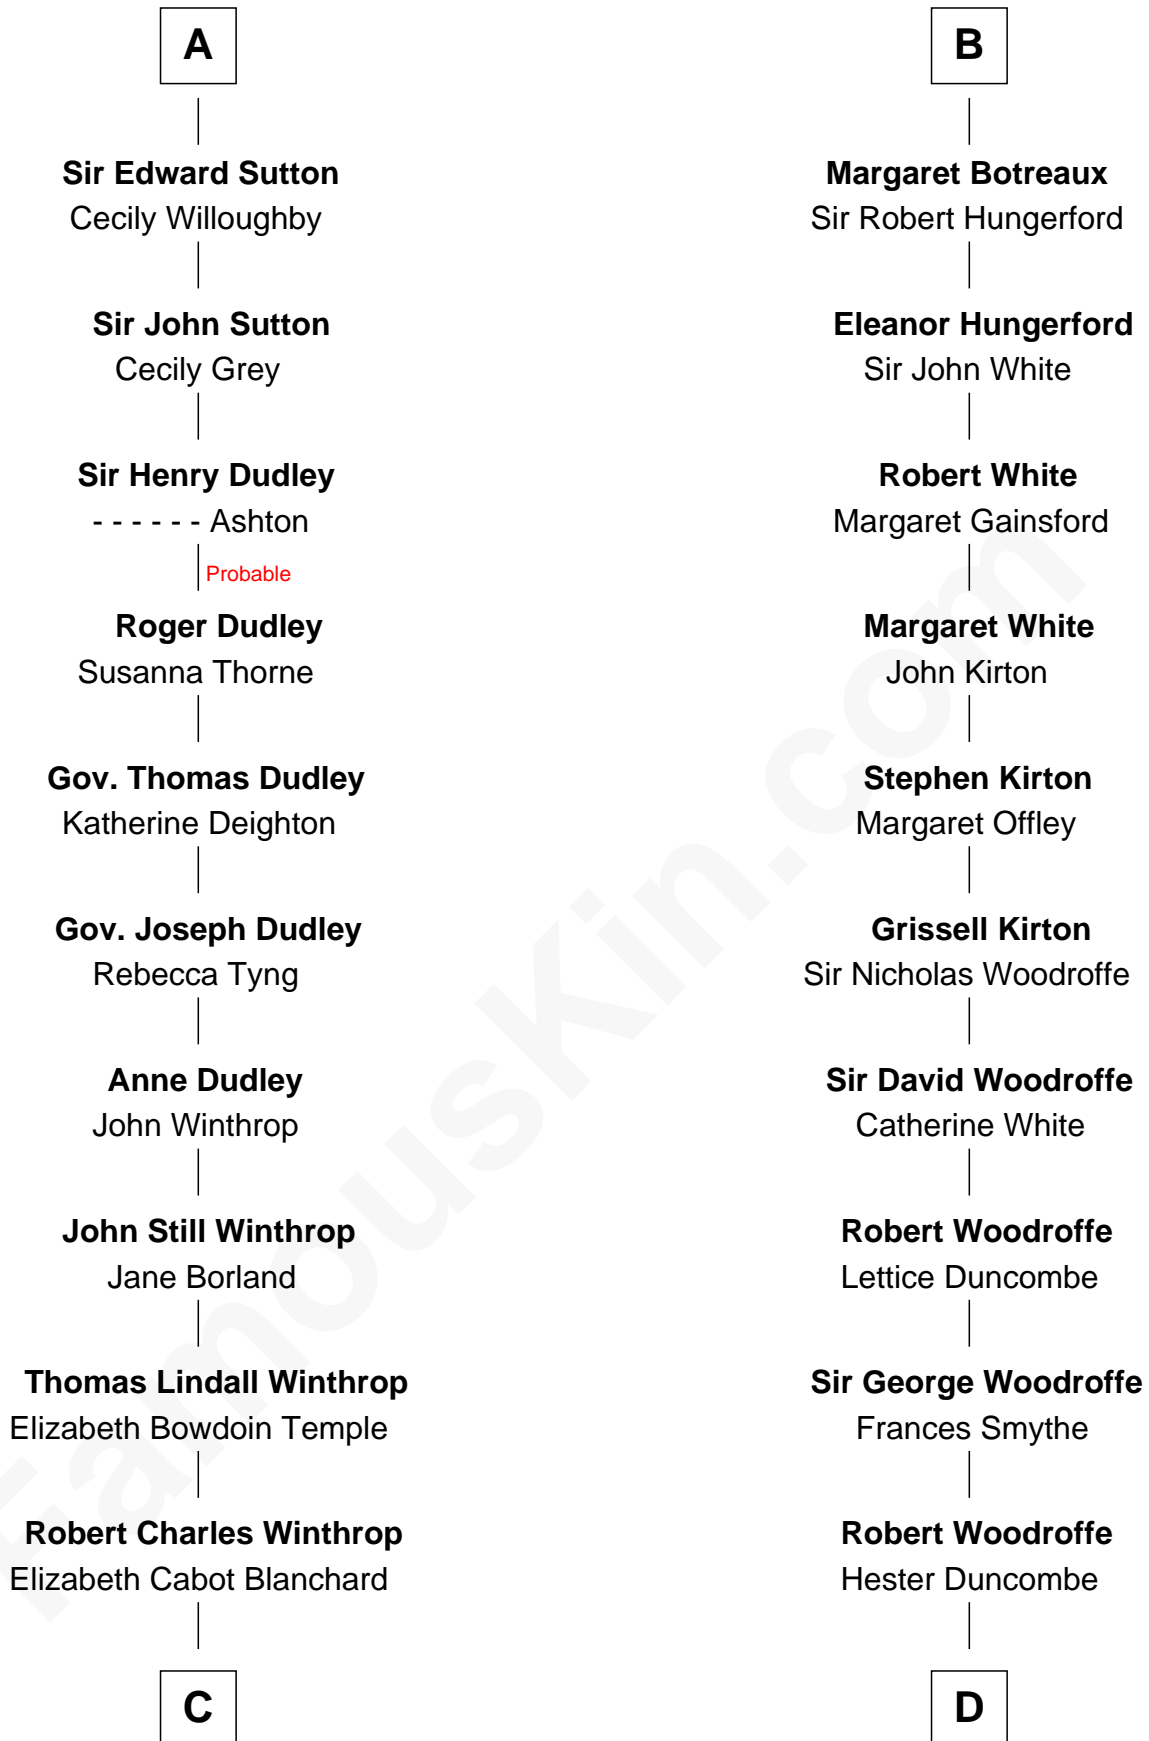 A
Sir Edward Sutton
Cecily Willoughby
Sir John Sutton
Cecily Grey
Sir Henry Dudley
- - - - - - Ashton
Probable
Roger Dudley
Susanna Thorne
Gov. Thomas Dudley
Katherine Deighton
Gov. Joseph Dudley
Rebecca Tyng
Anne Dudley
John Winthrop
John Still Winthrop
Jane Borland
Thomas Lindall Winthrop
Elizabeth Bowdoin Temple
Robert Charles Winthrop
Elizabeth Cabot Blanchard
C
B
Margaret Botreaux
Sir Robert Hungerford
Eleanor Hungerford
Sir John White
Robert White
Margaret Gainsford
Margaret White
John Kirton
Stephen Kirton
Margaret Offley
Grissell Kirton
Sir Nicholas Woodroffe
Sir David Woodroffe
Catherine White
Robert Woodroffe
Lettice Duncombe
Sir George Woodroffe
Frances Smythe
Robert Woodroffe
Hester Duncombe
D
FamousKin.com